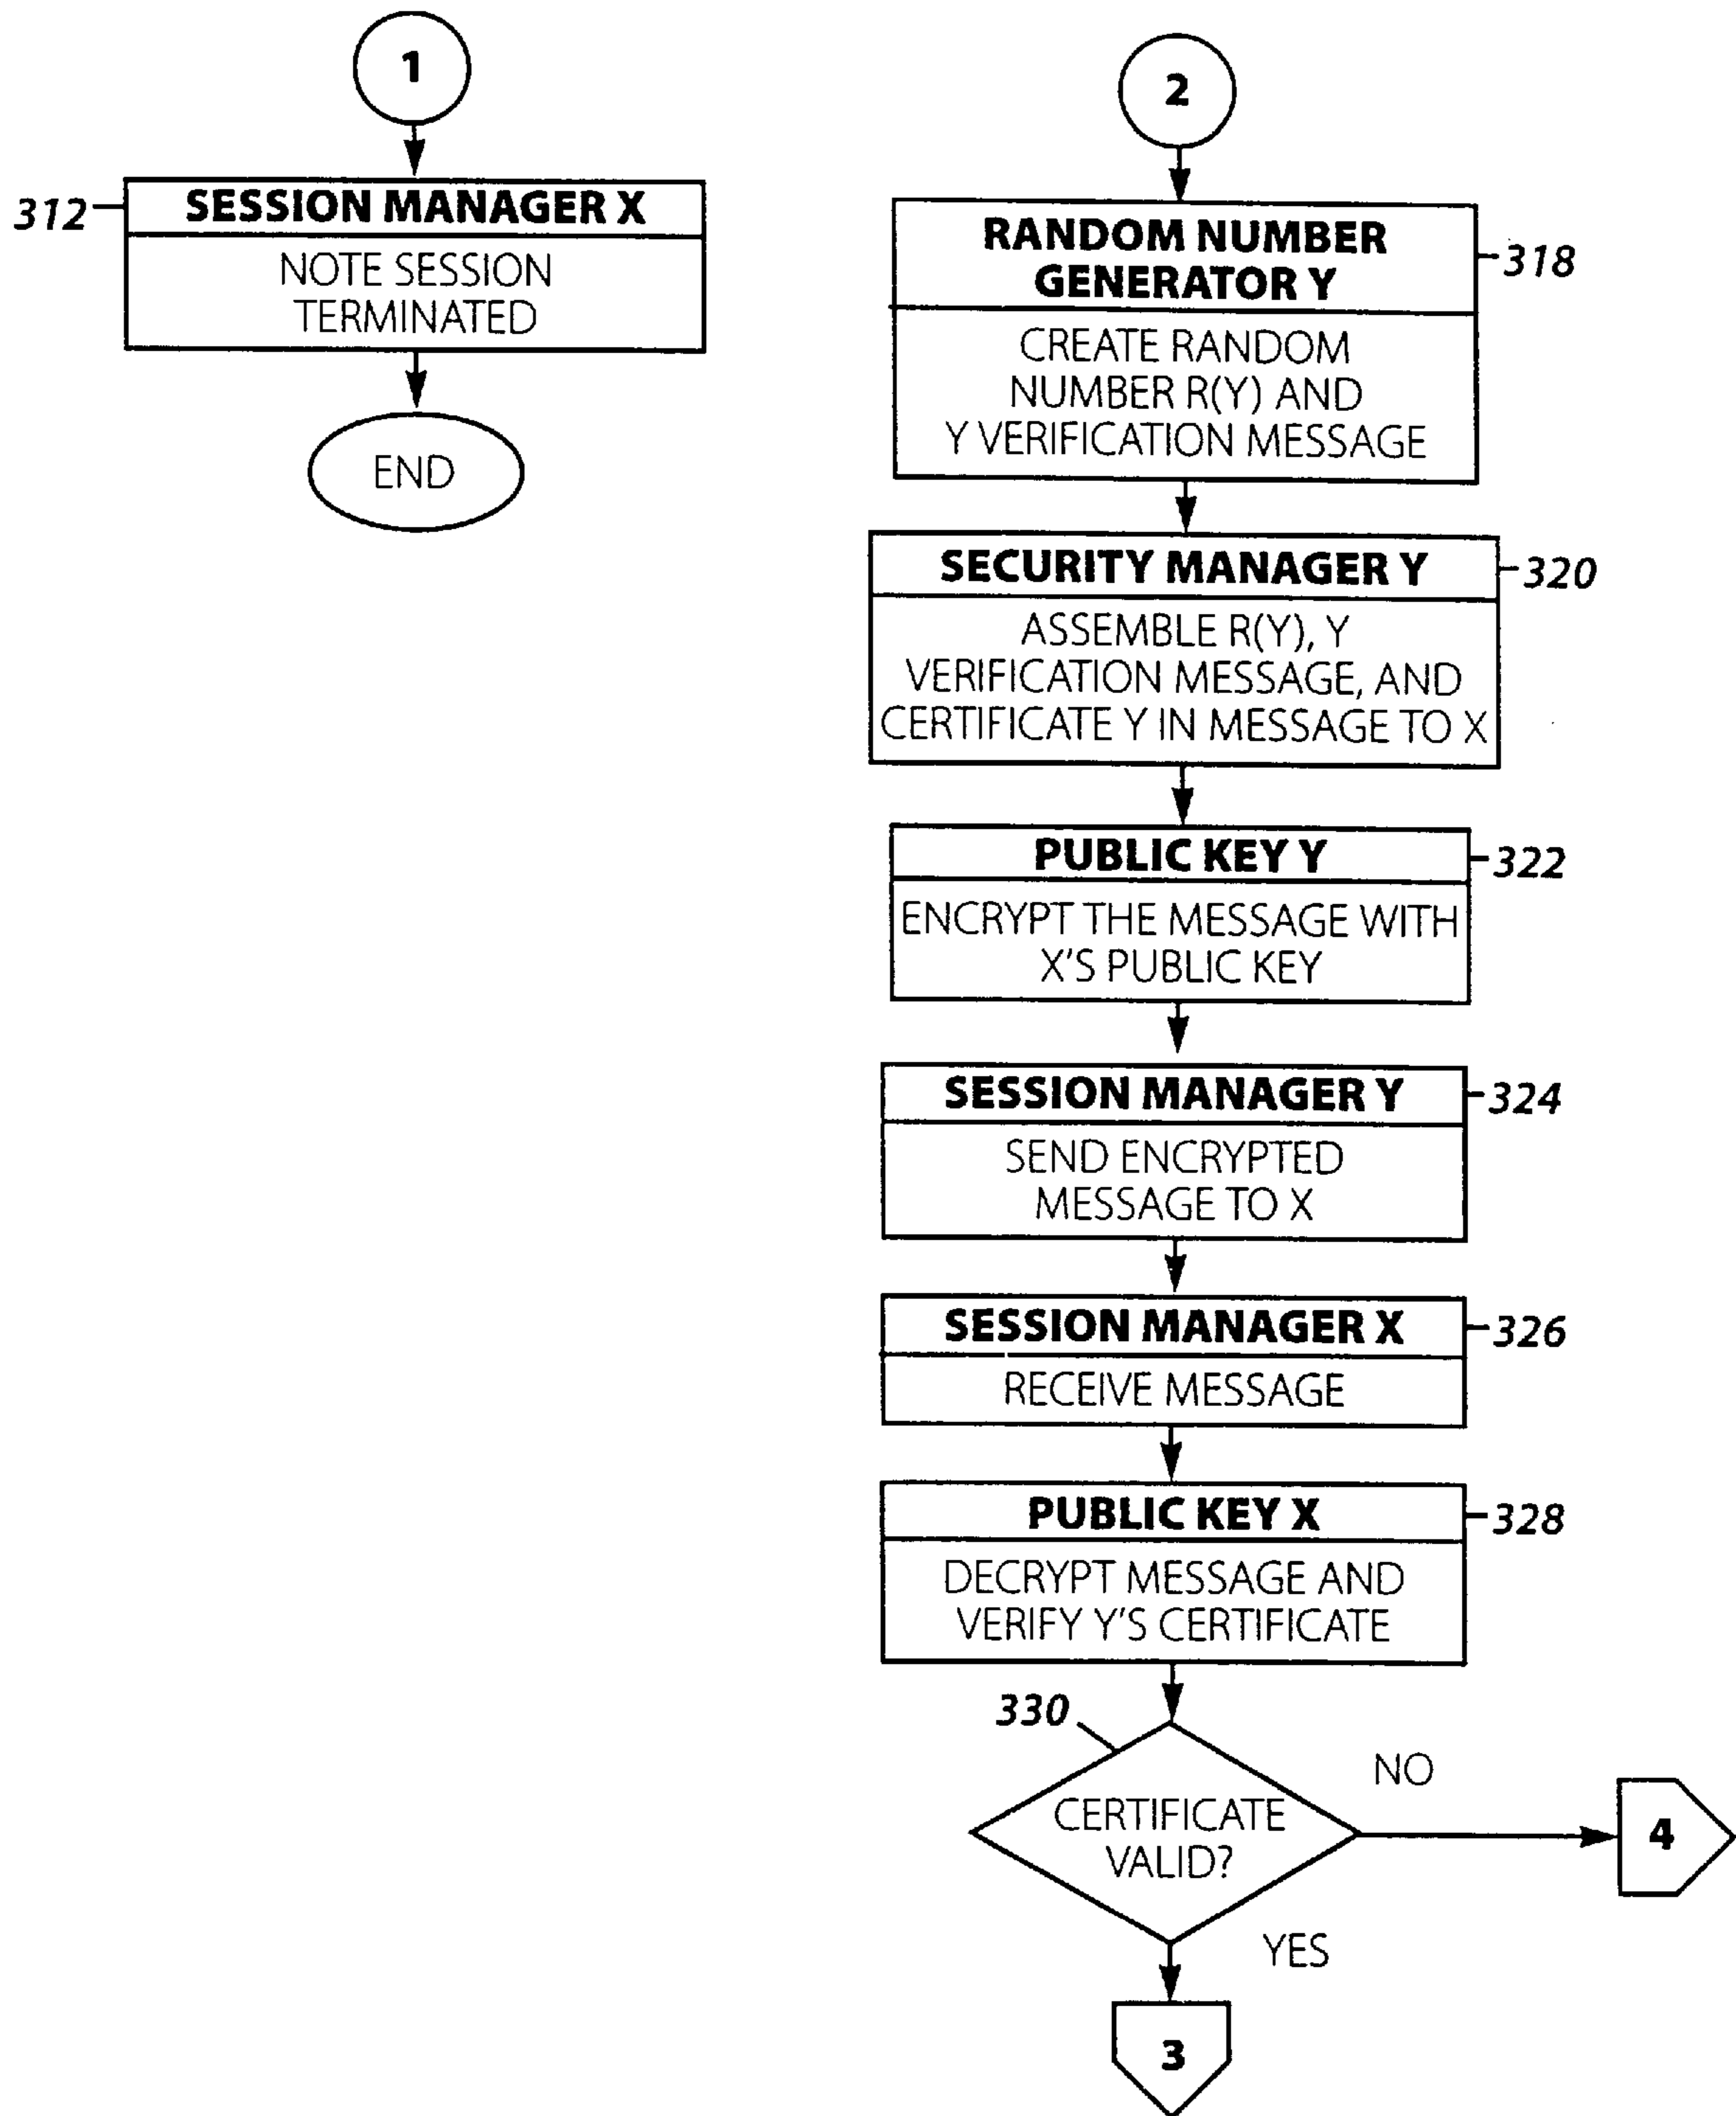 1
312
SESSION MANAGER X
NOTE SESSION
TERMINATED
END
2
RANDOM NUMBER
GENERATOR Y
318
CREATE RANDOM
NUMBER R(Y) AND
Y VERIFICATION MESSAGE
SECURITY MANAGER Y
320
ASSEMBLE R(Y), Y
VERIFICATION MESSAGE, AND
CERTIFICATE Y IN MESSAGE TO X
PUBLIC KEY Y
322
ENCRYPT THE MESSAGE WITH
X'S PUBLIC KEY
SESSION MANAGER Y
324
SEND ENCRYPTED
MESSAGE TO X
SESSION MANAGER X
326
RECEIVE MESSAGE
PUBLIC KEY X
328
DECRYPT MESSAGE AND
VERIFY Y'S CERTIFICATE
330
CERTIFICATE
VALID?
NO
4
YES
3